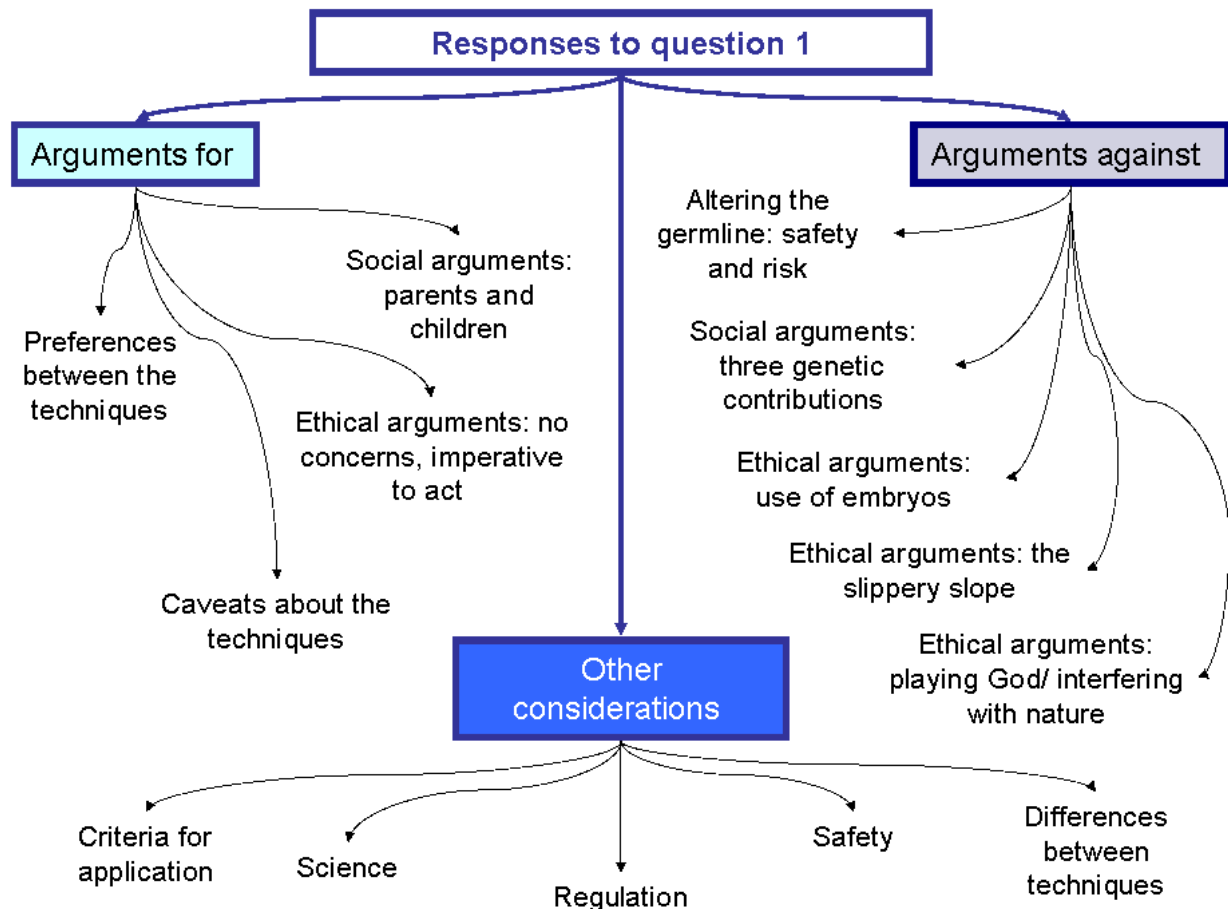 Responses to question 1
Arguments for
Social arguments:
parents and
children
Preferences
between the
techniques
Ethical arguments: no
concerns, imperative
to act
Caveats about the
techniques
Arguments against
Altering the
germline: safety
and risk
Social arguments:
three genetic
contributions
Ethical arguments:
use of embryos
Ethical arguments: the
slippery slope
Ethical arguments:
playing God/ interfering
with nature
Other
considerations
Criteria for
application
Science
Regulation
Safety
Differences
between
techniques